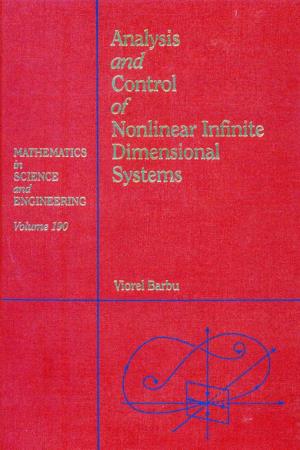 Analysis
and
Control
of
Nonlinear Infinite
Dimensional
Systems
MATHEMATICS
in
SCIENCE
and
ENGINEERING
Volume 190
Viorel Barbu